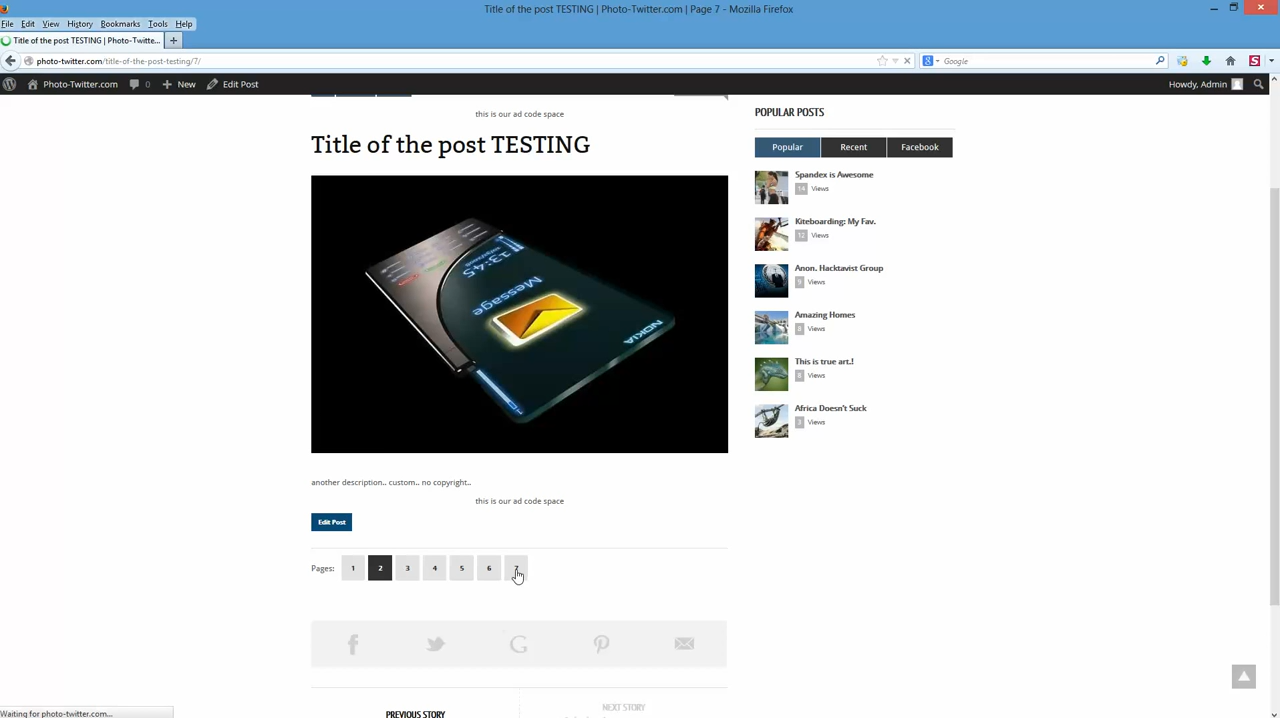 Title of the post TESTING | Photo-Twitter.com | Page 7 - Mozilla Firefox
File Edit View History Bookmarks Tools Help
Title of the post TESTING | Photo-Twitte... +
photo-twitter.com/title-of-the-post-testing/7/ Google
Photo-Twitter.com 0 + New Edit Post Howdy, Admin
this is our ad code space
Title of the post TESTING
13:45
Message
NOKIA
another description.. custom.. no copyright..
this is our ad code space
Edit Post
Pages: 1 2 3 4 5 6 7
PREVIOUS STORY
NEXT STORY
POPULAR POSTS
Popular Recent Facebook
Spandex is Awesome
14 Views
Kiteboarding: My Fav.
12 Views
Anon. Hacktavist Group
Views
Amazing Homes
Views
This is true art.!
Views
Africa Doesn't Suck
Views
Waiting for photo-twitter.com...